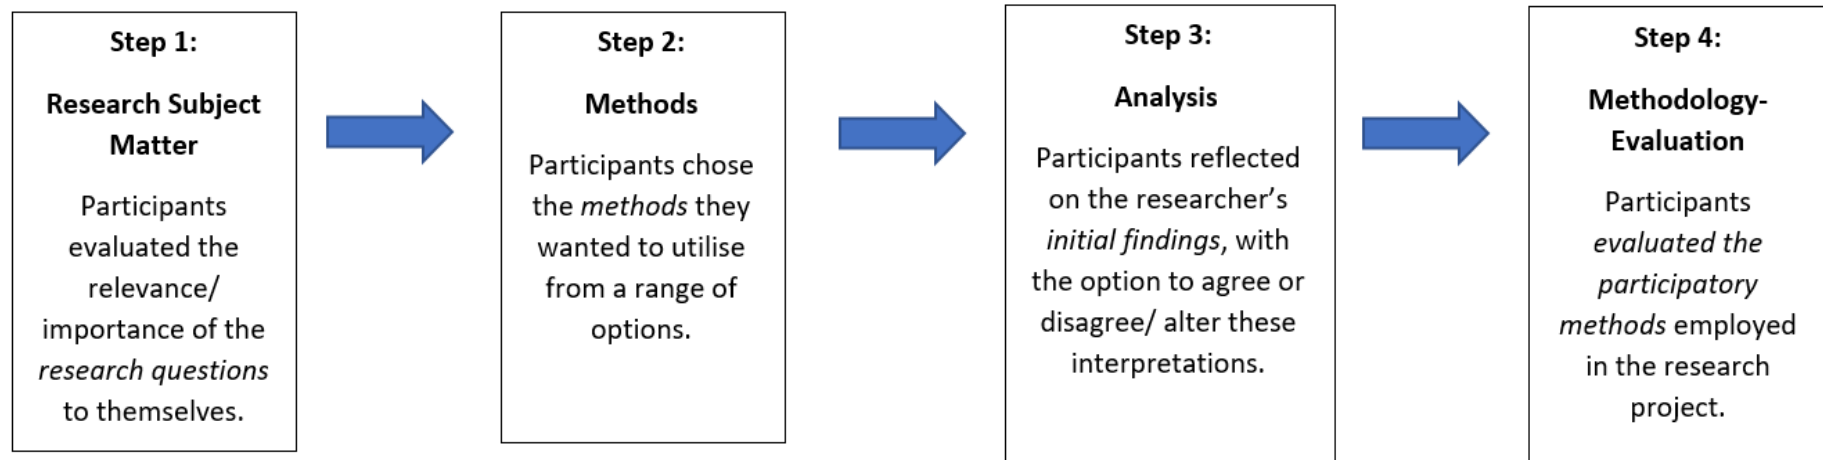 Step 1:
Research Subject
Matter
Participants
evaluated the
relevance/
importance of the
research questions
to themselves.
Step 2:
Methods
Participants chose
the methods they
wanted to utilise
from a range of
options.
Step 3:
Analysis
Participants reflected
on the researcher’s
initial findings, with
the option to agree or
disagree/ alter these
interpretations.
Step 4:
Methodology-
Evaluation
Participants
evaluated the
participatory
methods employed
in the research
project.